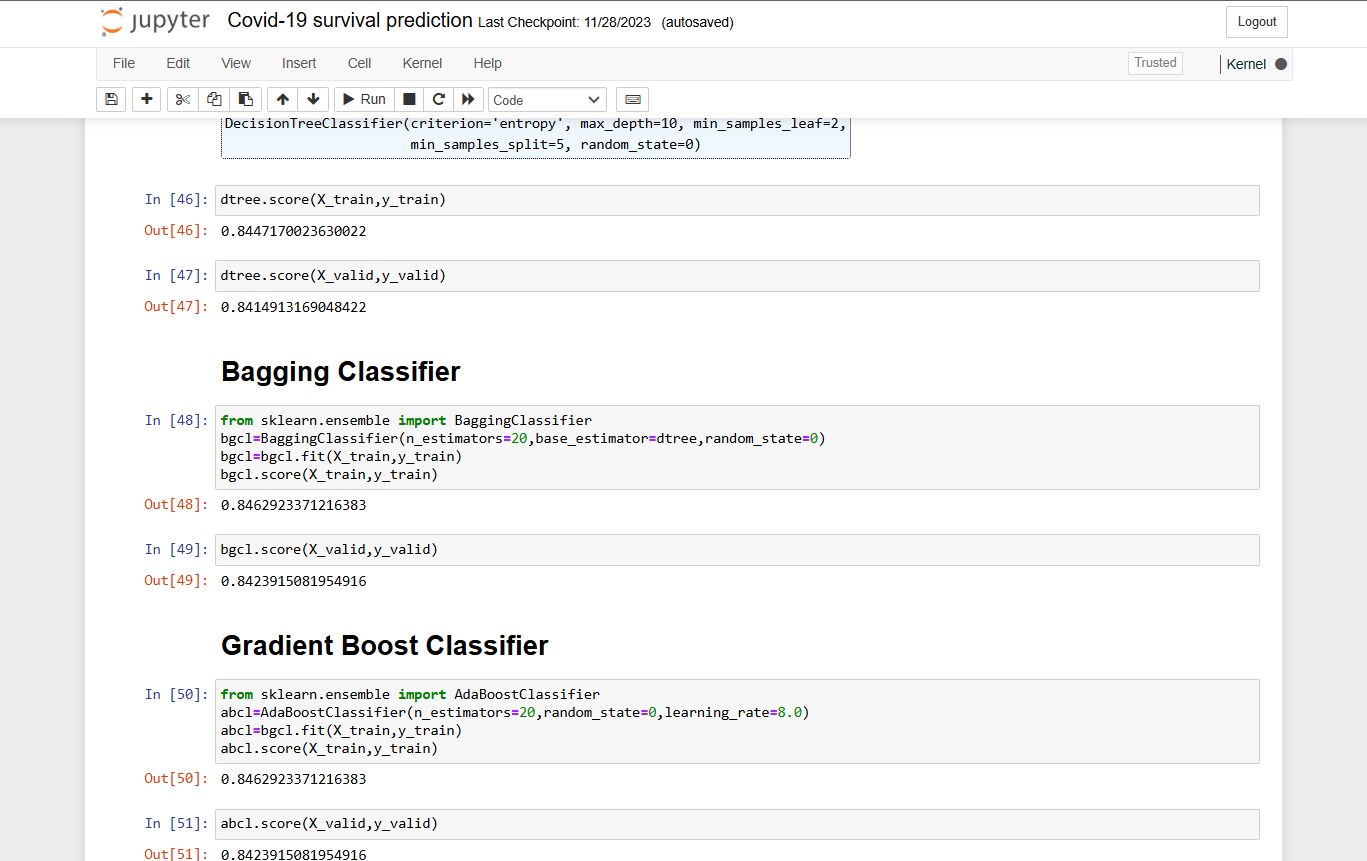 jupyter Covid-19 survival prediction Last Checkpoint: 11/28/2023 (autosaved) Logout
File Edit View Insert Cell Kernel Help Trusted Kernel
Run Code
DecisionTreeClassifier(criterion='entropy', max_depth=10, min_samples_leaf=2,
min_samples_split=5, random_state=0)
In [46]: dtree.score(X_train,y_train)
Out[46]: 0.8447170023630022
In [47]: dtree.score(X_valid,y_valid)
Out[47]: 0.8414913169048422
Bagging Classifier
In [48]: from sklearn.ensemble import BaggingClassifier
bgcl=BaggingClassifier(n_estimators=20,base_estimator=dtree,random_state=0)
bgcl=bgcl.fit(X_train,y_train)
bgcl.score(X_train,y_train)
Out[48]: 0.8462923371216383
In [49]: bgcl.score(X_valid,y_valid)
Out[49]: 0.8423915081954916
Gradient Boost Classifier
In [50]: from sklearn.ensemble import AdaBoostClassifier
abcl=AdaBoostClassifier(n_estimators=20,random_state=0,learning_rate=8.0)
abcl=bgcl.fit(X_train,y_train)
abcl.score(X_train,y_train)
Out[50]: 0.8462923371216383
In [51]: abcl.score(X_valid,y_valid)
Out[51]: 0.8423915081954916